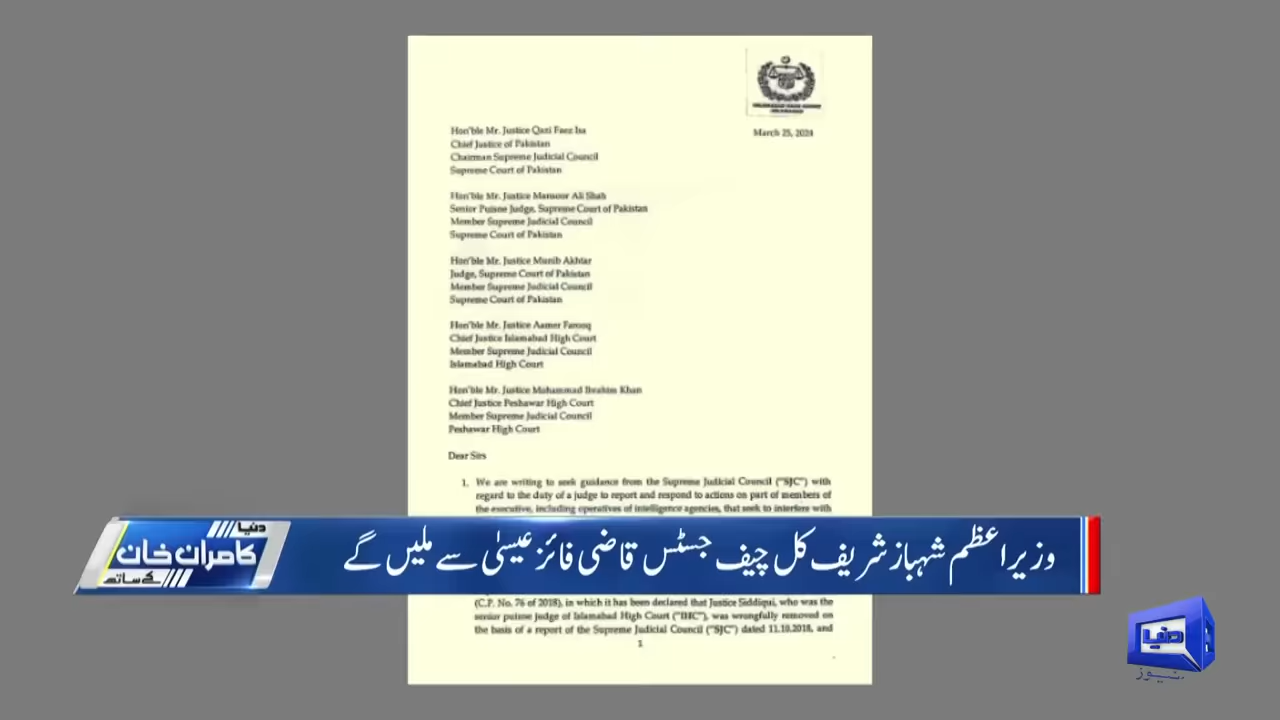 ISLAMABAD HIGH COURT
ISLAMABAD
March 25, 2024
Hon'ble Mr. Justice Qazi Faez Isa
Chief Justice of Pakistan
Chairman Supreme Judicial Council
Supreme Court of Pakistan
Hon'ble Mr. Justice Mansoor Ali Shah
Senior Puisne Judge, Supreme Court of Pakistan
Member Supreme Judicial Council
Supreme Court of Pakistan
Hon'ble Mr. Justice Munib Akhtar
Judge, Supreme Court of Pakistan
Member Supreme Judicial Council
Supreme Court of Pakistan
Hon'ble Mr. Justice Aamer Farooq
Chief Justice Islamabad High Court
Member Supreme Judicial Council
Islamabad High Court
Hon'ble Mr. Justice Mohammad Ibrahim Khan
Chief Justice Peshawar High Court
Member Supreme Judicial Council
Peshawar High Court
Dear Sirs
1. We are writing to seek guidance from the Supreme Judicial Council ("SJC") with
regard to the duty of a judge to report and respond to actions on part of members of
the executive, including operatives of intelligence agencies, that seek to interfere with
دنیا
کامران خان
کے ساتھ
وزیراعظم شہباز شریف کل چیف جسٹس قاضی فائز عیسیٰ سے ملیں گے
(C.P. No. 76 of 2018), in which it has been declared that Justice Siddiqui, who was the
senior puisne judge of Islamabad High Court ("IHC"), was wrongfully removed on
the basis of a report of the Supreme Judicial Council ("SJC") dated 11.10.2018, and
1
دنیا
نیوز